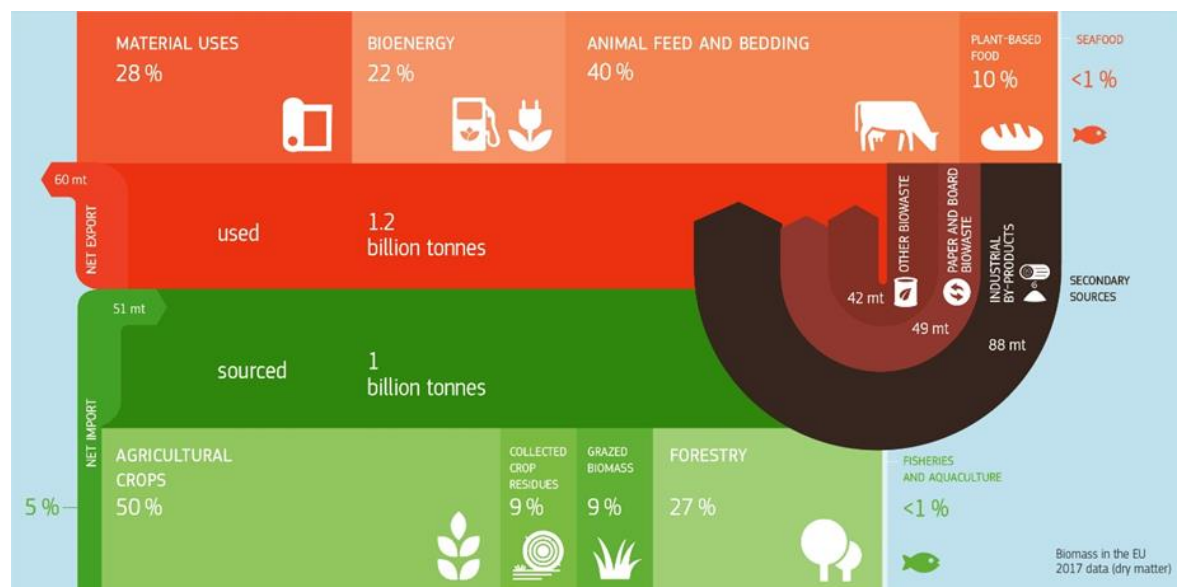 MATERIAL USES
28 %
BIOENERGY
22 %
ANIMAL FEED AND BEDDING
40 %
PLANT-BASED
FOOD
10 %
SEAFOOD
<1 %
60 mt
NET EXPORT
used
1.2
billion tonnes
OTHER BIOWASTE
PAPER AND BOARD
BIOWASTE
INDUSTRIAL
BY-PRODUCTS
42 mt
49 mt
88 mt
SECONDARY
SOURCES
51 mt
NET IMPORT
sourced
1
billion tonnes
5 %
AGRICULTURAL
CROPS
50 %
COLLECTED
CROP
RESIDUES
9 %
GRAZED
BIOMASS
9 %
FORESTRY
27 %
FISHERIES
AND AQUACULTURE
<1 %
Biomass in the EU
2017 data (dry matter)